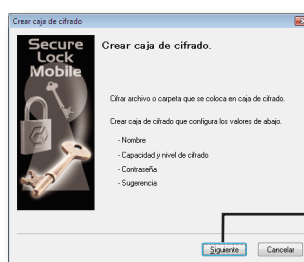 Crear caja de cifrado
Secure
Lock
Mobile
Crear caja de cifrado.
Cifrar archivo o carpeta que se coloca en caja de cifrado.
Crear caja de cifrado que configura los valores de abajo.
- Nombre
- Capacidad y nivel de cifrado
- Contraseña
- Sugerencia
Siguiente
Cancelar